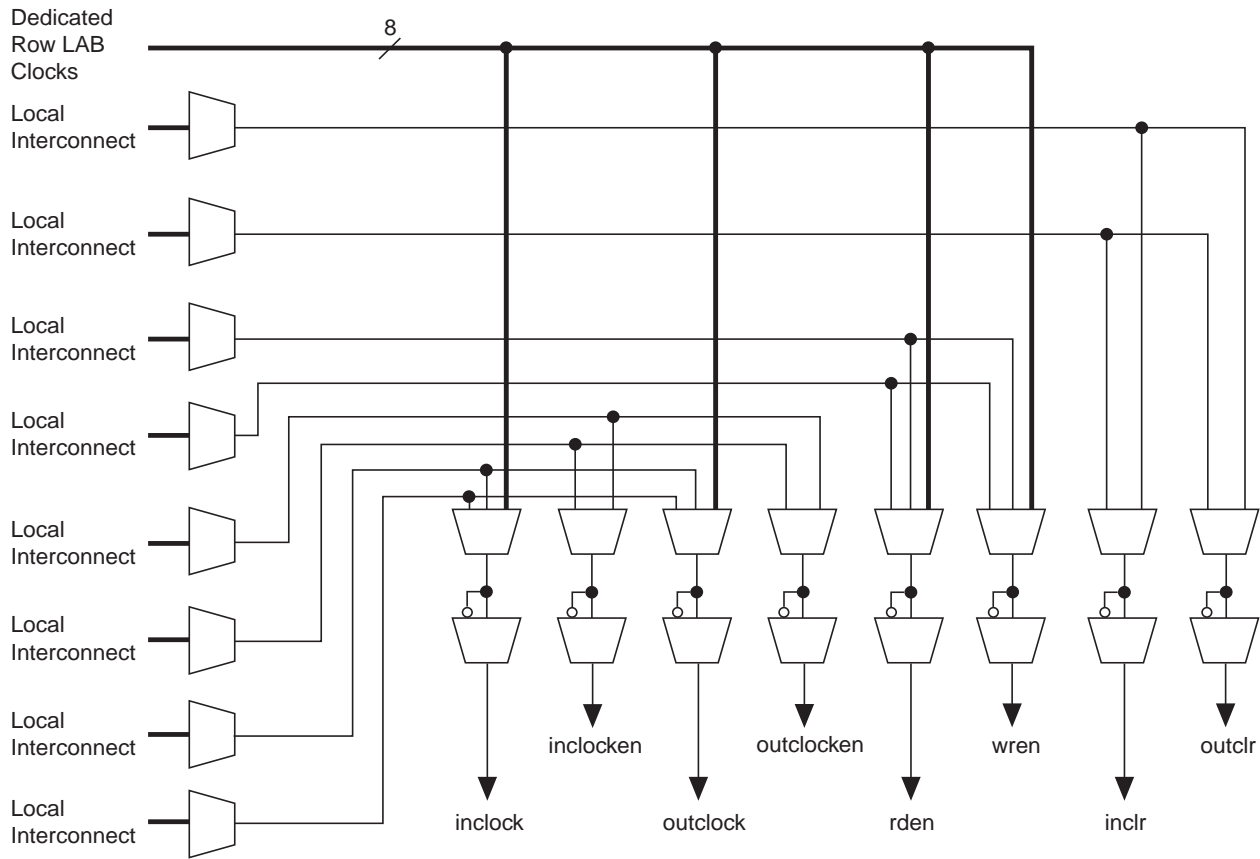 Dedicated
Row LAB
Clocks
8
Local
Interconnect
Local
Interconnect
Local
Interconnect
Local
Interconnect
Local
Interconnect
Local
Interconnect
Local
Interconnect
Local
Interconnect
inclocken
outclocken
wren
outclr
inclock
outclock
rden
inclr